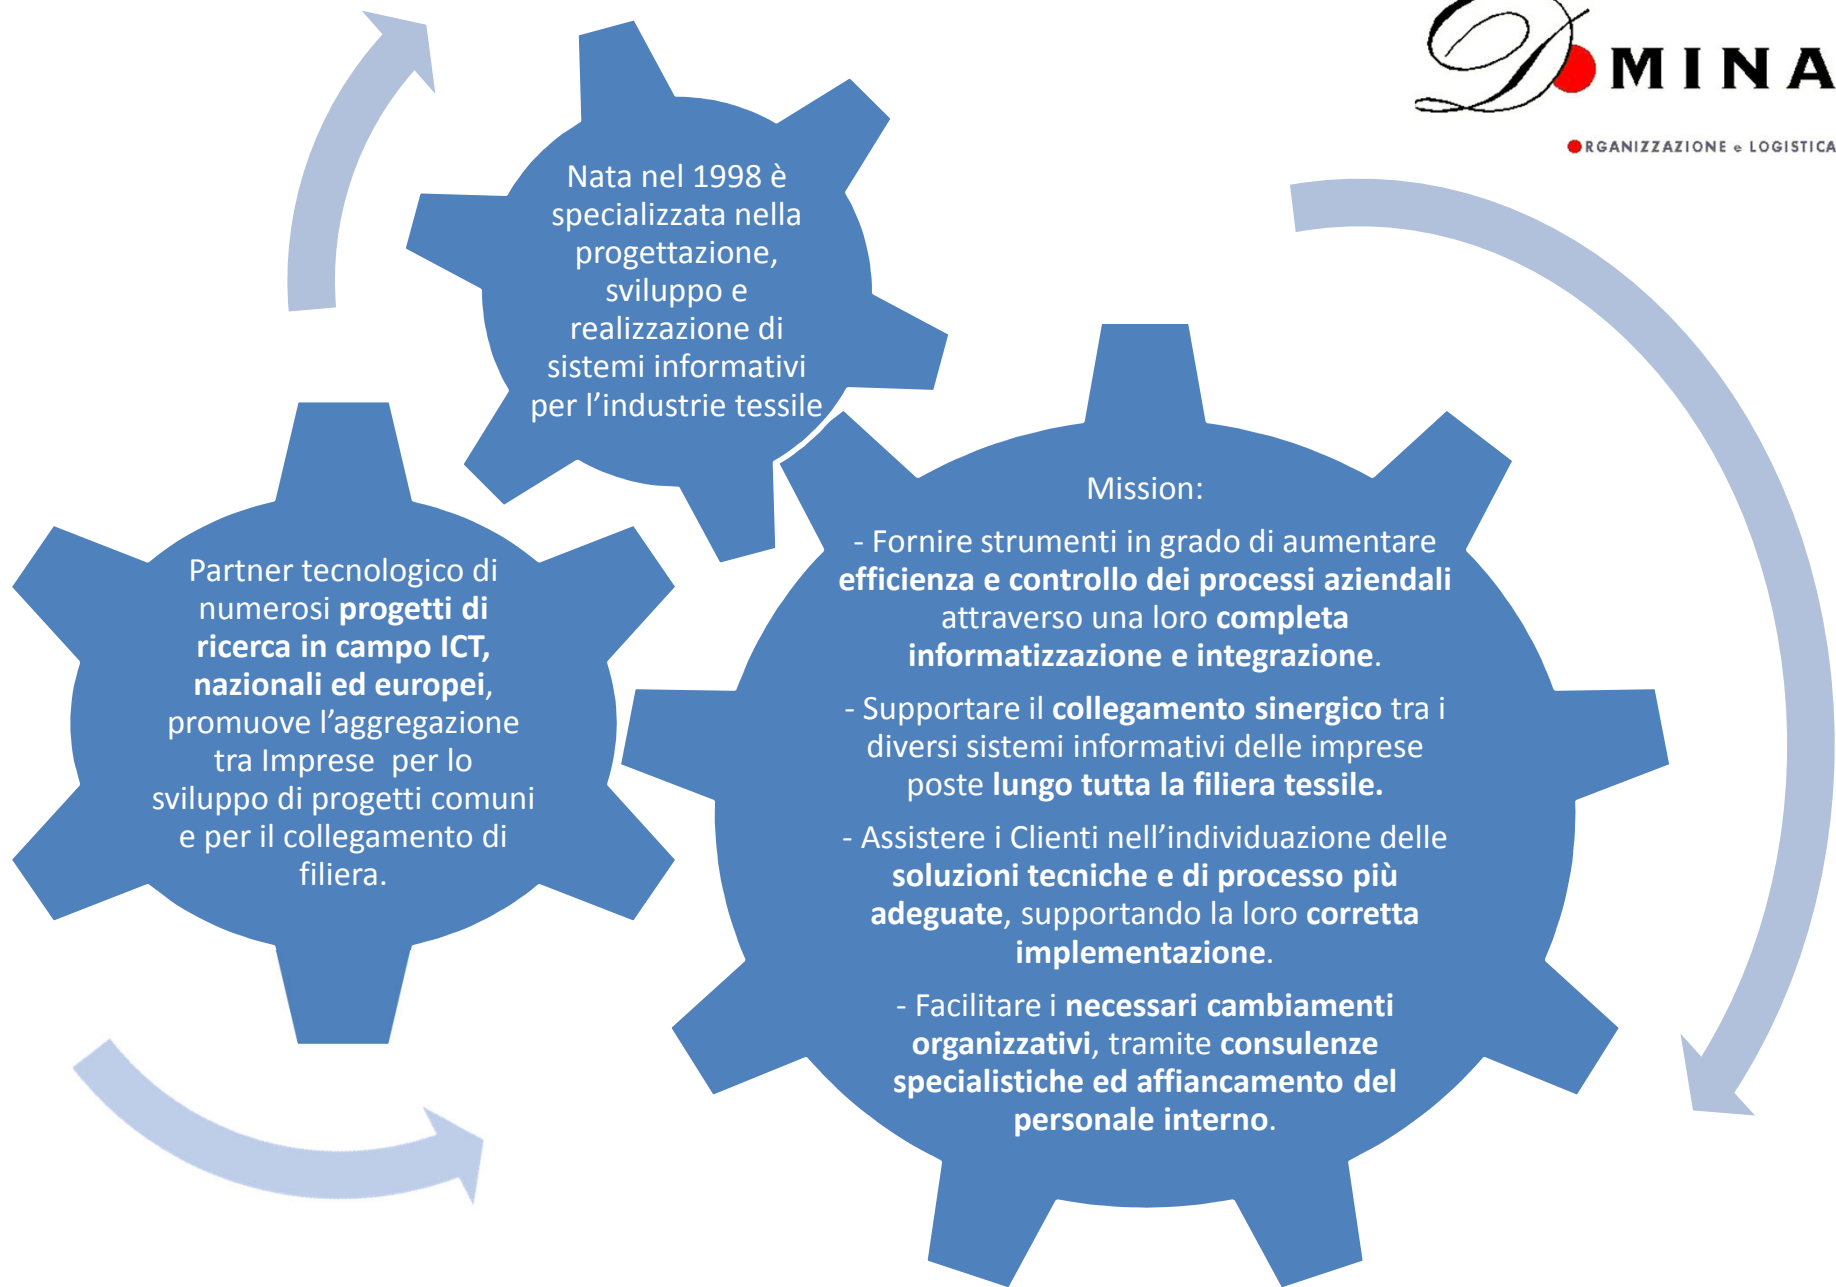 DOMINA
ORGANIZZAZIONE e LOGISTICA
Nata nel 1998 è
specializzata nella
progettazione,
sviluppo e
realizzazione di
sistemi informativi
per l’industrie tessile
Partner tecnologico di
numerosi progetti di
ricerca in campo ICT,
nazionali ed europei,
promuove l’aggregazione
tra Imprese  per lo
sviluppo di progetti comuni
e per il collegamento di
filiera.
Mission:
- Fornire strumenti in grado di aumentare
efficienza e controllo dei processi aziendali
attraverso una loro completa
informatizzazione e integrazione.
- Supportare il collegamento sinergico tra i
diversi sistemi informativi delle imprese
poste lungo tutta la filiera tessile.
- Assistere i Clienti nell’individuazione delle
soluzioni tecniche e di processo più
adeguate, supportando la loro corretta
implementazione.
- Facilitare i necessari cambiamenti
organizzativi, tramite consulenze
specialistiche ed affiancamento del
personale interno.